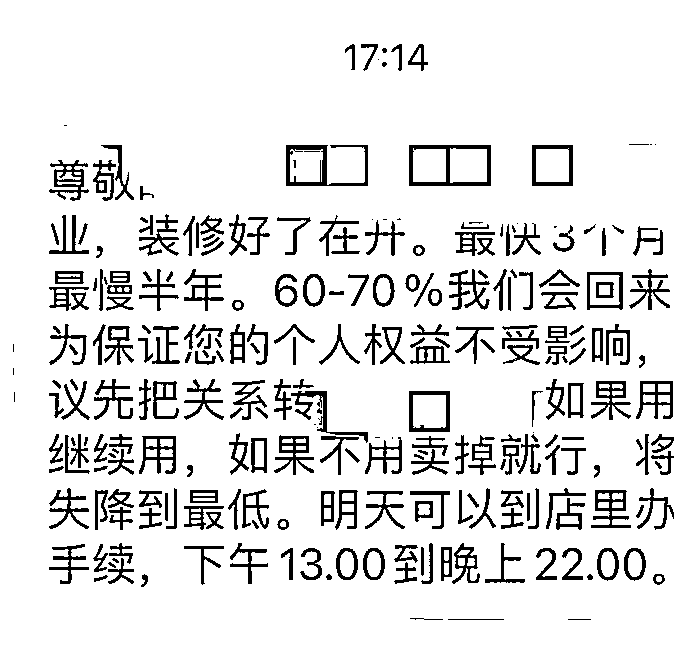 17:14
尊敬
业，装修好了在开。最快3个月
最慢半年。60-70%我们会回来
为保证您的个人权益不受影响，
议先把关系转 如果用
继续用，如果不用卖掉就行，将
失降到最低。明天可以到店里办
手续，下午13.00到晚上22.00。